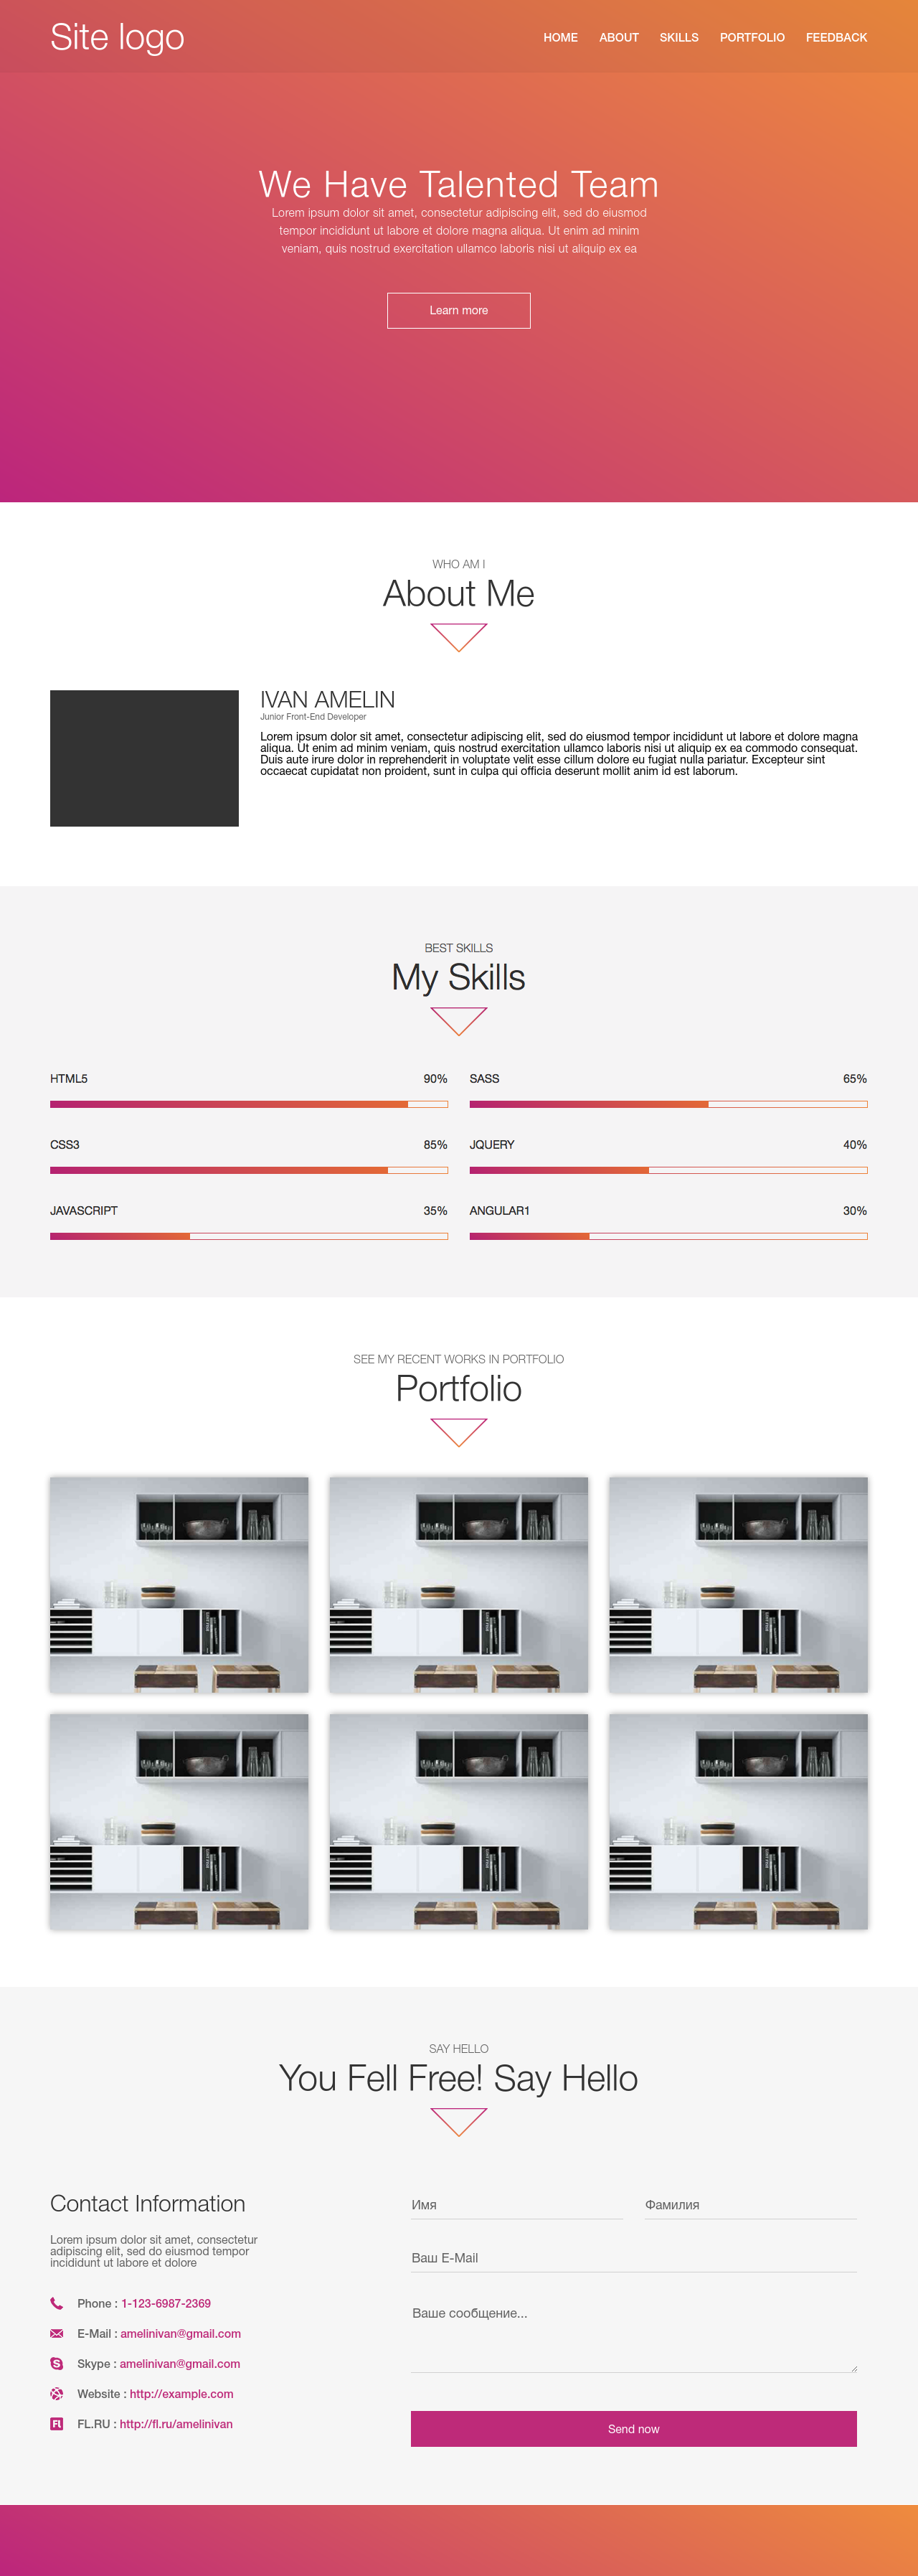 Site logo
HOME ABOUT SKILLS PORTFOLIO FEEDBACK
We Have Talented Team
Lorem ipsum dolor sit amet, consectetur adipiscing elit, sed do eiusmod
tempor incididunt ut labore et dolore magna aliqua. Ut enim ad minim
veniam, quis nostrud exercitation ullamco laboris nisi ut aliquip ex ea
Learn more
WHO AM I
About Me
IVAN AMELIN
Junior Front-End Developer
Lorem ipsum dolor sit amet, consectetur adipiscing elit, sed do eiusmod tempor incididunt ut labore et dolore magna
aliqua. Ut enim ad minim veniam, quis nostrud exercitation ullamco laboris nisi ut aliquip ex ea commodo consequat.
Duis aute irure dolor in reprehenderit in voluptate velit esse cillum dolore eu fugiat nulla pariatur. Excepteur sint
occaecat cupidatat non proident, sunt in culpa qui officia deserunt mollit anim id est laborum.
BEST SKILLS
My Skills
HTML5 90% SASS 65%
CSS3 85% JQUERY 40%
JAVASCRIPT 35% ANGULAR1 30%
SEE MY RECENT WORKS IN PORTFOLIO
Portfolio
SAY HELLO
You Fell Free! Say Hello
Contact Information
Lorem ipsum dolor sit amet, consectetur
adipiscing elit, sed do eiusmod tempor
incididunt ut labore et dolore
Phone : 1-123-6987-2369
E-Mail : amelinivan@gmail.com
Skype : amelinivan@gmail.com
Website : http://example.com
FL.RU : http://fl.ru/amelinivan
Имя Фамилия
Ваш E-Mail
Ваше сообщение...
Send now